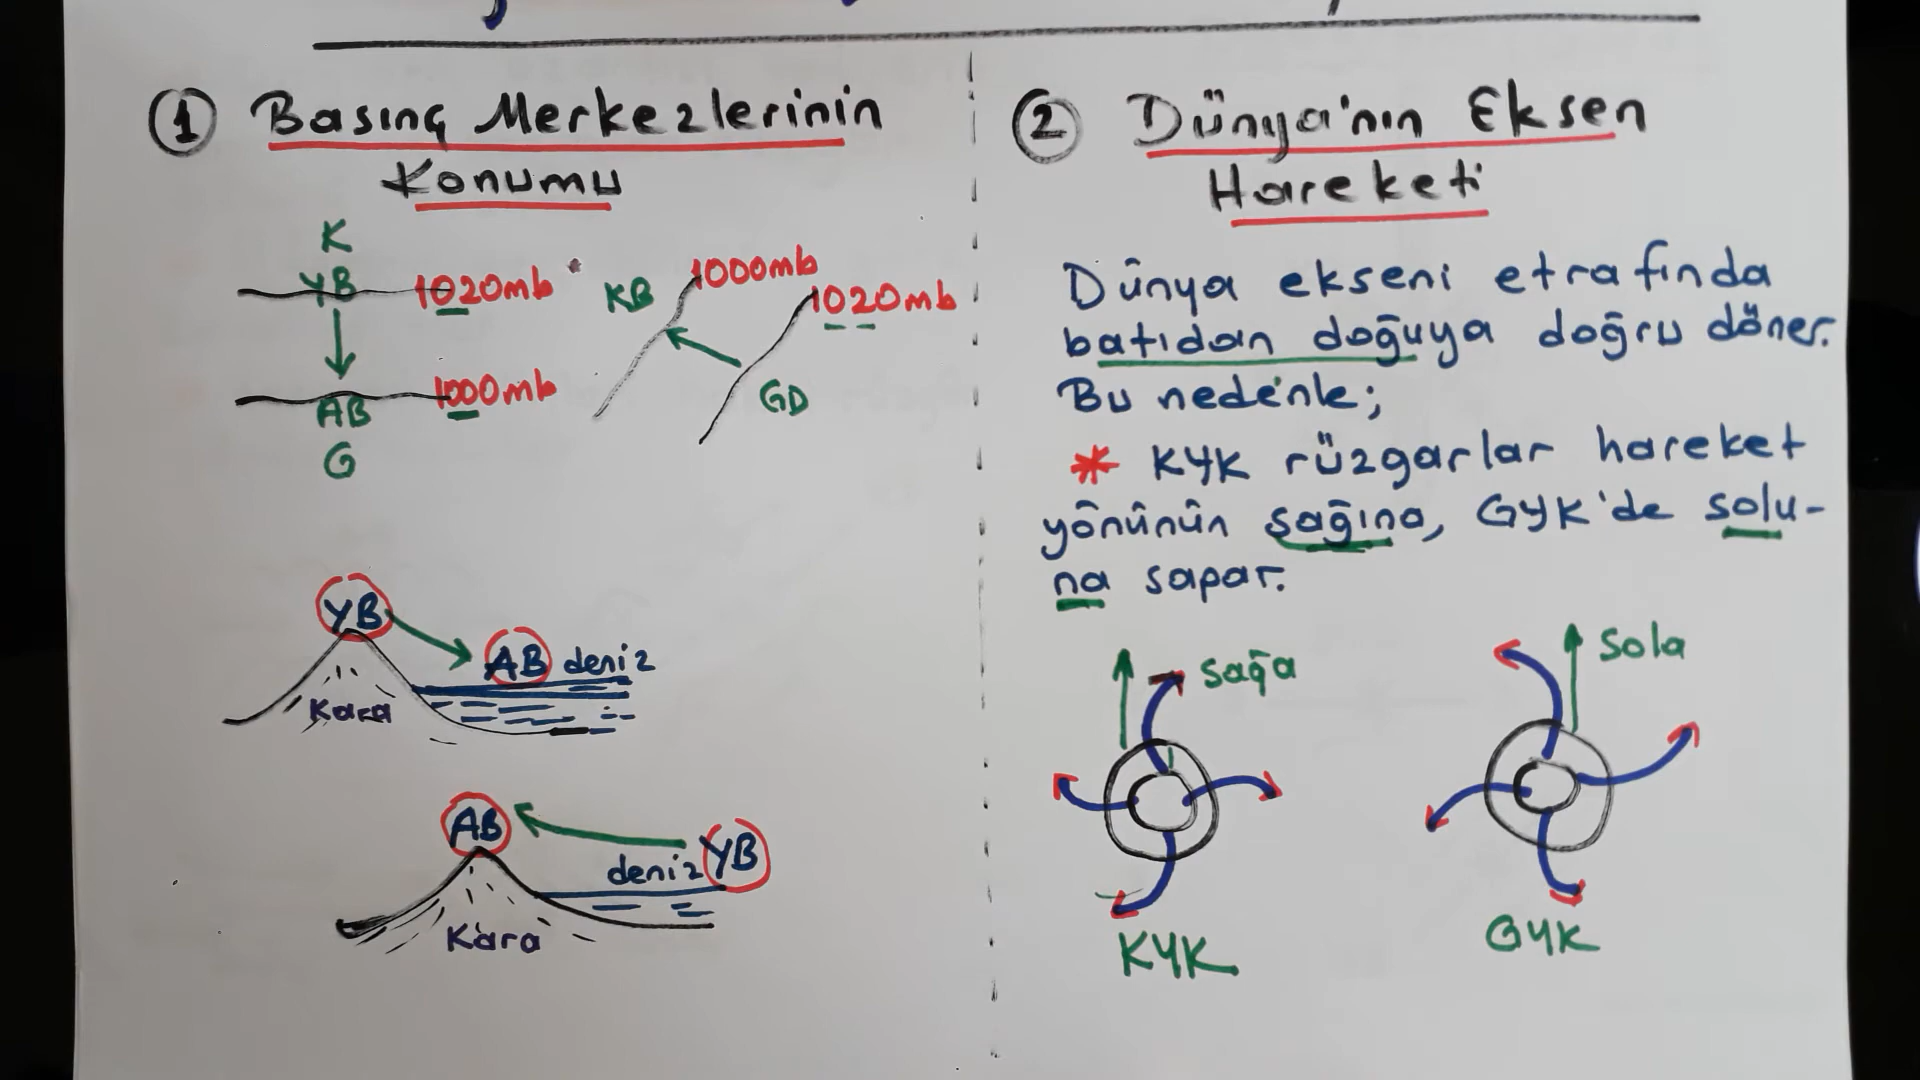 ① Basınç Merkezlerinin
Konumu
K
YB 1020mb
AB 1000mb
G
KB 1000mb
1020mb
GD
YB
AB deniz
Kara
AB
deniz YB
Kara
② Dünya'nın Eksen
Hareketi
Dünya ekseni etrafında
batıdan doğuya doğru döner.
Bu nedenle;
* KYK rüzgarlar hareket
yönünün sağına, GYK'de solu-
na sapar.
Sağa
KYK
Sola
GYK